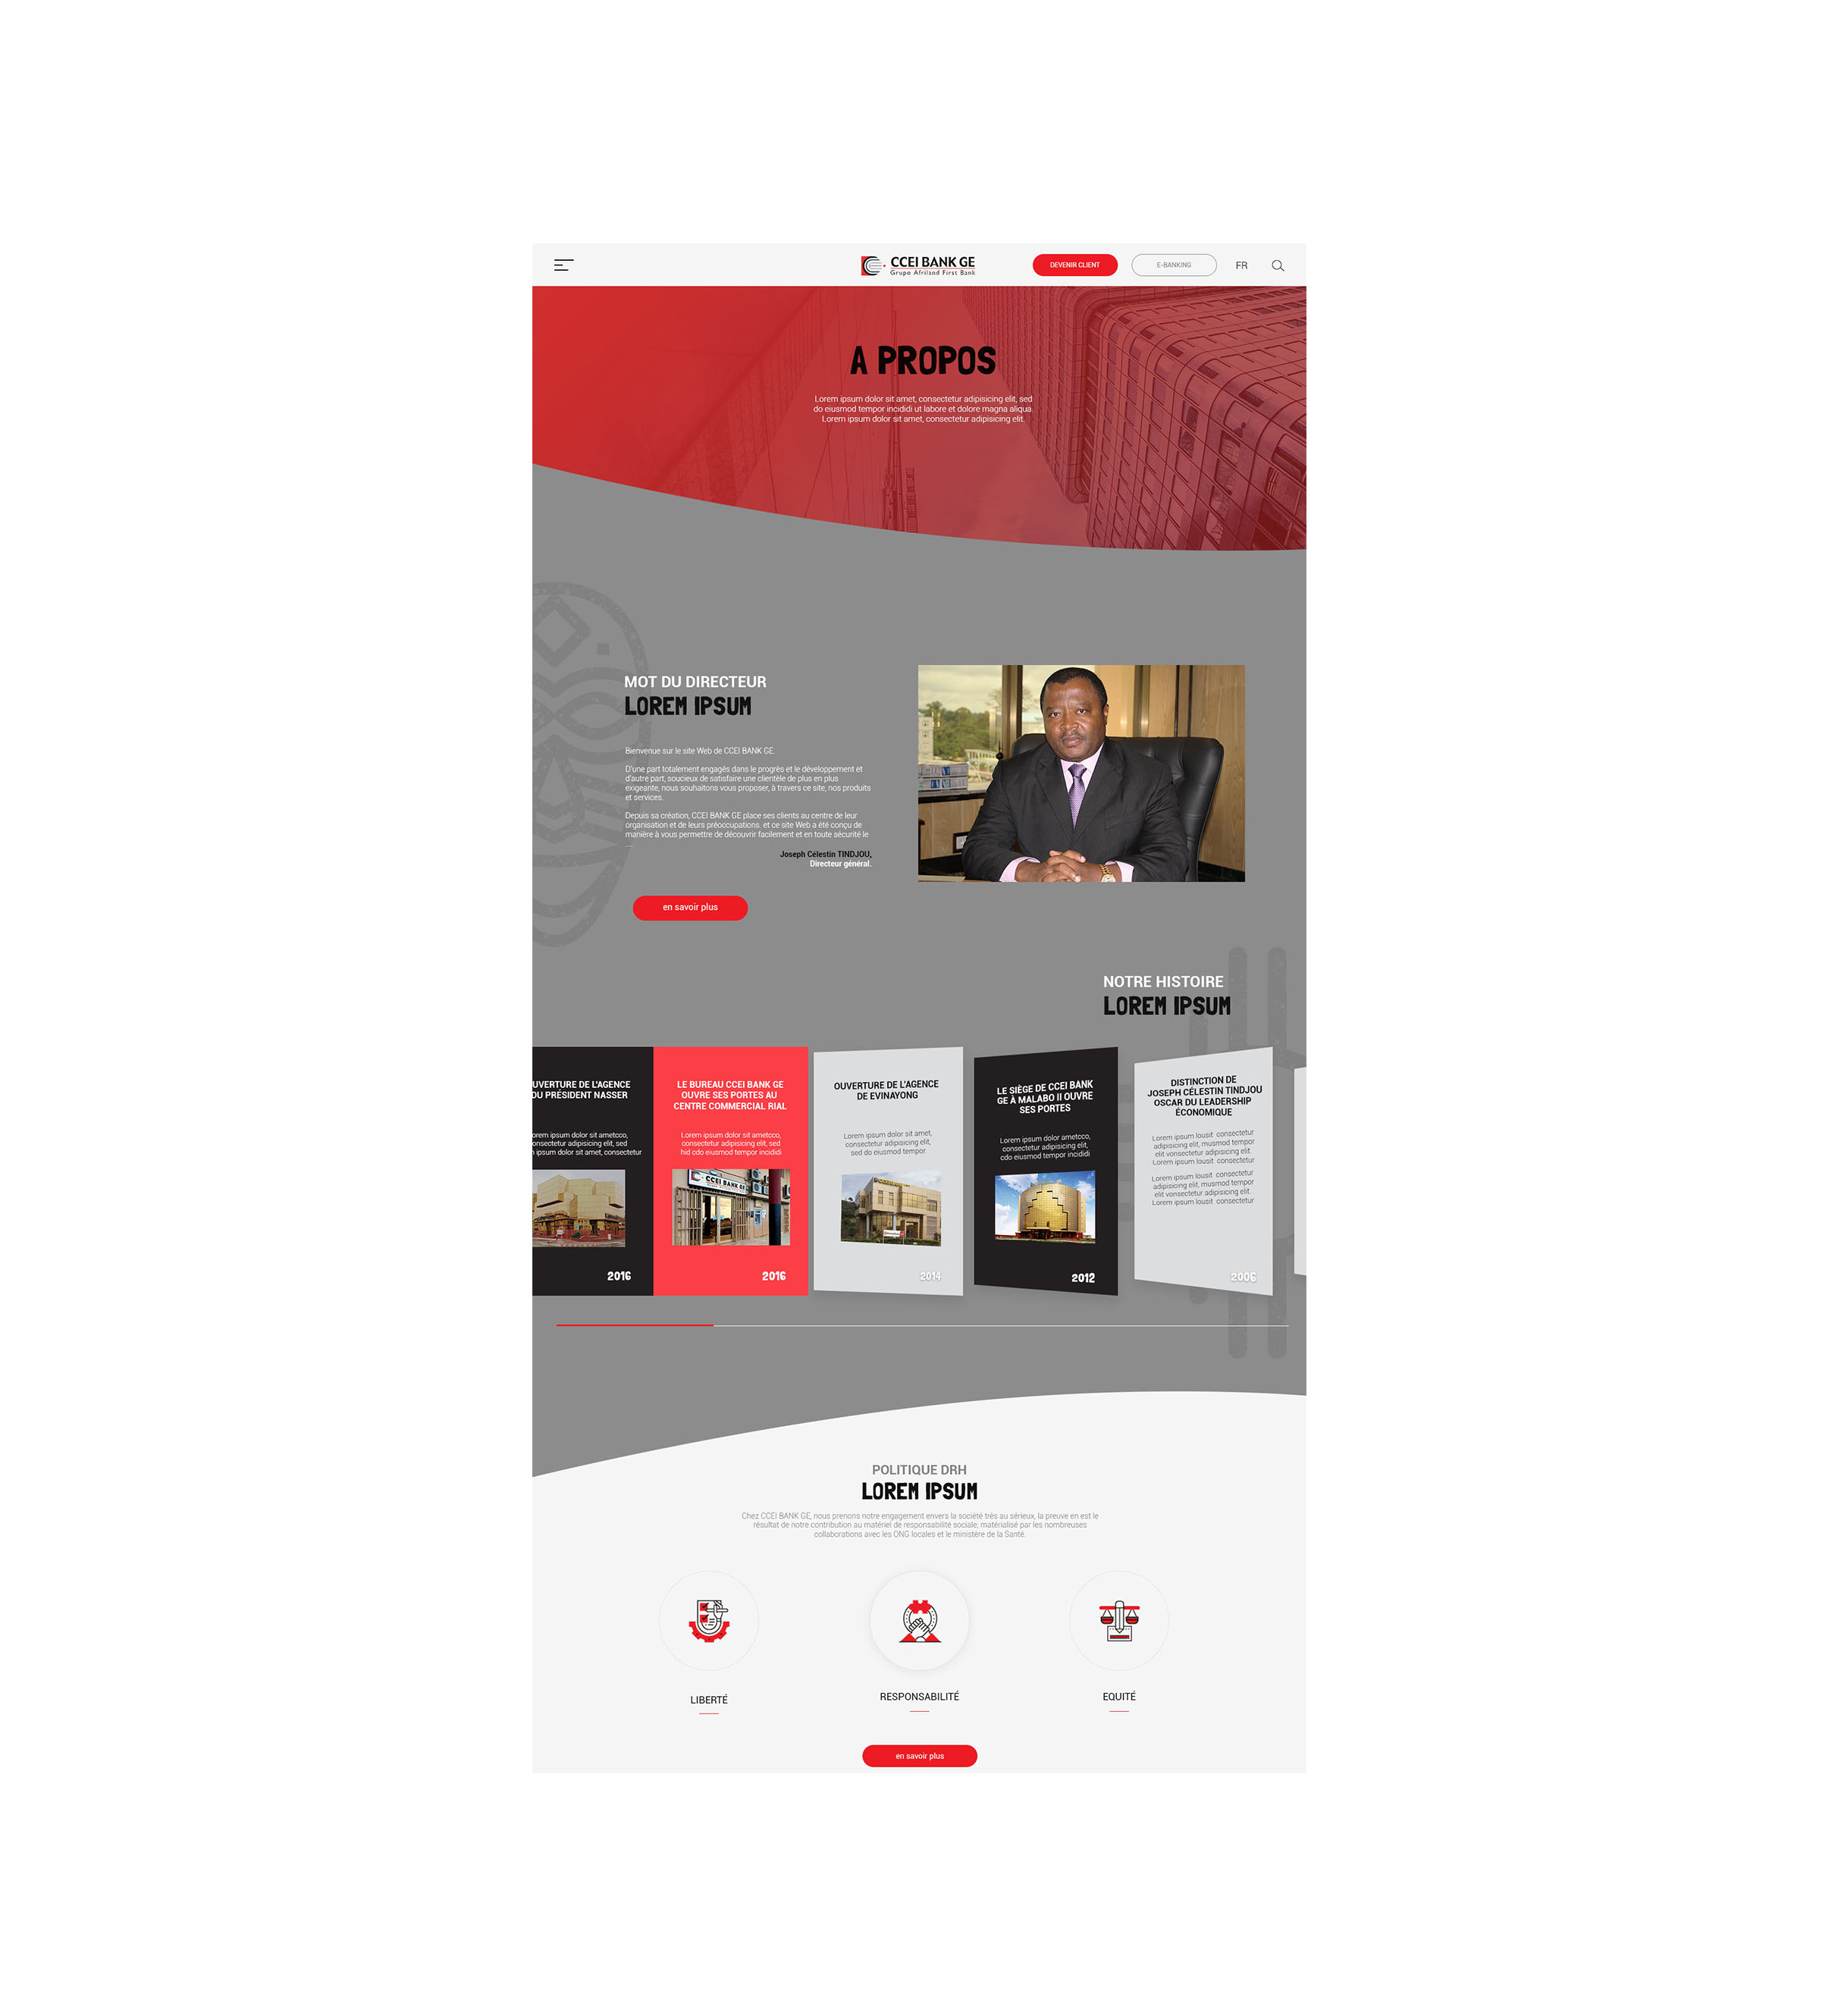 CCEI BANK GE
Grupo Afriland First Bank
DEVENIR CLIENT
E-BANKING
FR
A PROPOS
Lorem ipsum dolor sit amet, consectetur adipisicing elit, sed
do eiusmod tempor incididi ut labore et dolore magna aliqua.
Lorem ipsum dolor sit amet, consectetur adipisicing elit.
MOT DU DIRECTEUR
LOREM IPSUM
Bienvenue sur le site Web de CCEI BANK GE.
D'une part totalement engagés dans le progrès et le développement et
d'autre part, soucieux de satisfaire une clientèle de plus en plus
exigeante, nous souhaitons vous proposer, à travers ce site, nos produits
et services.
Depuis sa création, CCEI BANK GE place ses clients au centre de leur
organisation et de leurs préoccupations. et ce site Web a été conçu de
manière à vous permettre de découvrir facilement et en toute sécurité le
Joseph Célestin TINDJOU,
Directeur général.
en savoir plus
NOTRE HISTOIRE
LOREM IPSUM
UVERTURE DE L'AGENCE
DU PRÉSIDENT NASSER
orem ipsum dolor sit ametcco,
onsectetur adipisicing elit, sed
ipsum dolor sit amet, consectetur
2016
LE BUREAU CCEI BANK GE
OUVRE SES PORTES AU
CENTRE COMMERCIAL RIAL
Lorem ipsum dolor sit ametcco,
consectetur adipisicing elit, sed
hid cdo eiusmod tempor incididi
CCEI BANK GE
2016
OUVERTURE DE L'AGENCE
DE EVINAYONG
Lorem ipsum dolor sit amet,
consectetur adipisicing elit,
sed do eiusmod tempor
2014
LE SIÈGE DE CCEI BANK
GE À MALABO II OUVRE
SES PORTES
Lorem ipsum dolor ametcco,
consectetur adipisicing elit,
cdo eiusmod tempor incididi
2012
DISTINCTION DE
JOSEPH CÉLESTIN TINDJOU
OSCAR DU LEADERSHIP
ÉCONOMIQUE
Lorem ipsum lousit consectetur
adipisicing elit, musmod tempor
elit vonsectetur adipisicing elit.
Lorem ipsum lousit consectetur
Lorem ipsum lousit consectetur
adipisicing elit, musmod tempor
elit vonsectetur adipisicing elit.
Lorem ipsum lousit consectetur
2006
POLITIQUE DRH
LOREM IPSUM
Chez CCEI BANK GE, nous prenons notre engagement envers la société très au sérieux, la preuve en est le
résultat de notre contribution au matériel de responsabilité sociale; matérialisé par les nombreuses
collaborations avec les ONG locales et le ministère de la Santé.
LIBERTÉ
RESPONSABILITÉ
EQUITÉ
en savoir plus